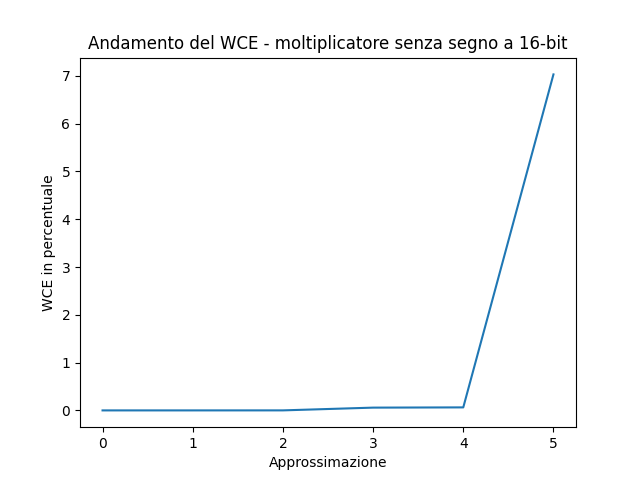 Andamento del WCE - moltiplicatore senza segno a 16-bit
WCE in percentuale
7
6
5
4
3
2
1
0
0 1 2 3 4 5
Approssimazione